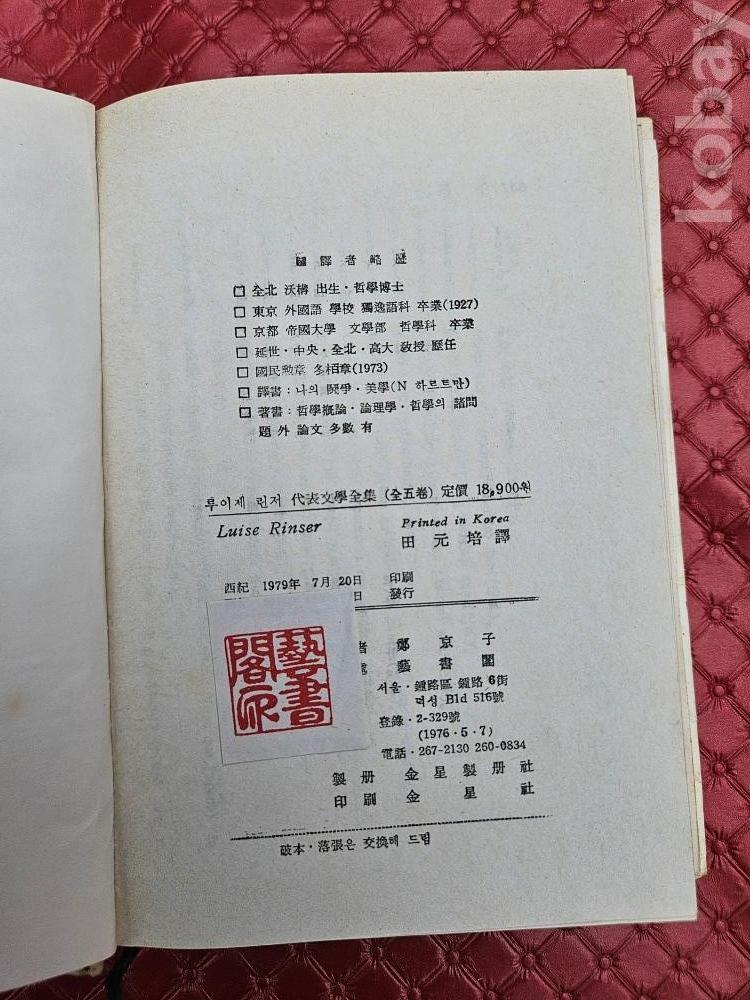 kobay
譯者略歷
□ 全北 沃構 出生·哲學博士
□ 東京 外國語 學校 獨逸語科 卒業(1927)
□ 京都 帝國大學 文學部 哲學科 卒業
□ 延世·中央·全北·高大 敎授 歷任
□ 國民勳章 冬栢章(1973)
□ 譯書: 나의 鬪爭·美學(N 하르트만)
□ 著書: 哲學槪論·論理學·哲學의 諸問
題 外 論文 多數 有
루이제 린저 代表文學全集 (全五卷) 定價 18,900원
Luise Rinser Printed in Korea
田元培譯
西紀 1979年 7月 20日 印刷
日 發行
者 鄭京子
藝書閣
藝書閣印
서울·鍾路區 鍾路 6街
덕성 Bld 516號
登錄·2-329號
(1976·5·7)
電話·267-2130 260-0834
製册 金星製册社
印刷 金星社
破本·落張은 交換해 드림